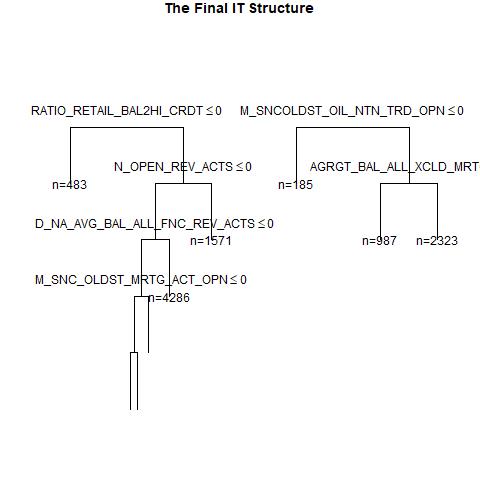 The Final IT Structure
RATIO_RETAIL_BAL2HI_CRDT ≤ 0
M_SNCOLDST_OIL_NTN_TRD_OPN ≤ 0
n=483
N_OPEN_REV_ACTS ≤ 0
n=185
AGRGT_BAL_ALL_XCLD_MRT
D_NA_AVG_BAL_ALL_FNC_REV_ACTS ≤ 0
n=1571
n=987
n=2323
M_SNC_OLDST_MRTG_ACT_OPN ≤ 0
n=4286